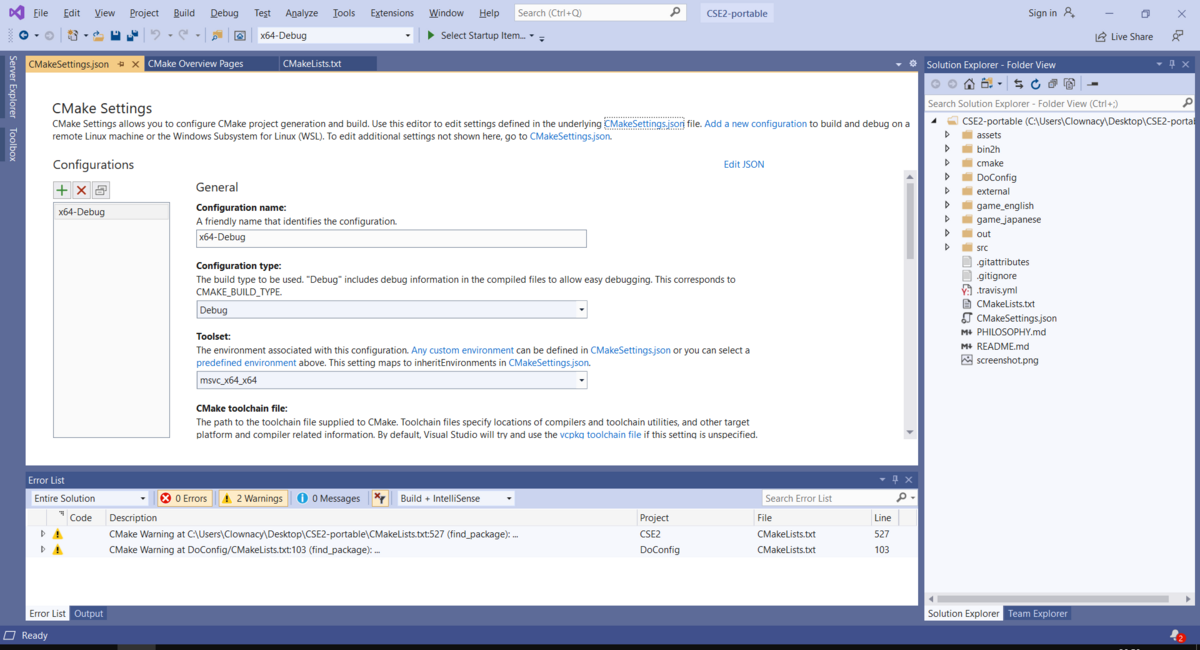 File Edit View Project Build Debug Test Analyze Tools Extensions Window Help Search (Ctrl+Q) CSE2-portable Sign in
x64-Debug Select Startup Item... Live Share
Server Explorer
Toolbox
CMakeSettings.json CMake Overview Pages CMakeLists.txt
CMake Settings
CMake Settings allows you to configure CMake project generation and build. Use this editor to edit settings defined in the underlying CMakeSettings.json file. Add a new configuration to build and debug on a
remote Linux machine or the Windows Subsystem for Linux (WSL). To edit additional settings not shown here, go to CMakeSettings.json.
Configurations
Edit JSON
x64-Debug
General
Configuration name:
A friendly name that identifies the configuration.
x64-Debug
Configuration type:
The build type to be used. "Debug" includes debug information in the compiled files to allow easy debugging. This corresponds to
CMAKE_BUILD_TYPE.
Debug
Toolset:
The environment associated with this configuration. Any custom environment can be defined in CMakeSettings.json or you can select a
predefined environment above. This setting maps to inheritEnvironments in CMakeSettings.json.
msvc_x64_x64
CMake toolchain file:
The path to the toolchain file supplied to CMake. Toolchain files specify locations of compilers and toolchain utilities, and other target
platform and compiler related information. By default, Visual Studio will try and use the vcpkg toolchain file if this setting is unspecified.
Error List
Entire Solution 0 Errors 2 Warnings 0 Messages Build + IntelliSense Search Error List
Code Description Project File Line
CMake Warning at C:\Users\Clownacy\Desktop\CSE2-portable\CMakeLists.txt:527 (find_package): ... CSE2 CMakeLists.txt 527
CMake Warning at DoConfig/CMakeLists.txt:103 (find_package): ... DoConfig CMakeLists.txt 103
Error List Output
Solution Explorer - Folder View
Search Solution Explorer - Folder View (Ctrl+;)
CSE2-portable (C:\Users\Clownacy\Desktop\CSE2-portal
assets
bin2h
cmake
DoConfig
external
game_english
game_japanese
out
src
.gitattributes
.gitignore
.travis.yml
CMakeLists.txt
CMakeSettings.json
PHILOSOPHY.md
README.md
screenshot.png
Solution Explorer Team Explorer
Ready 2